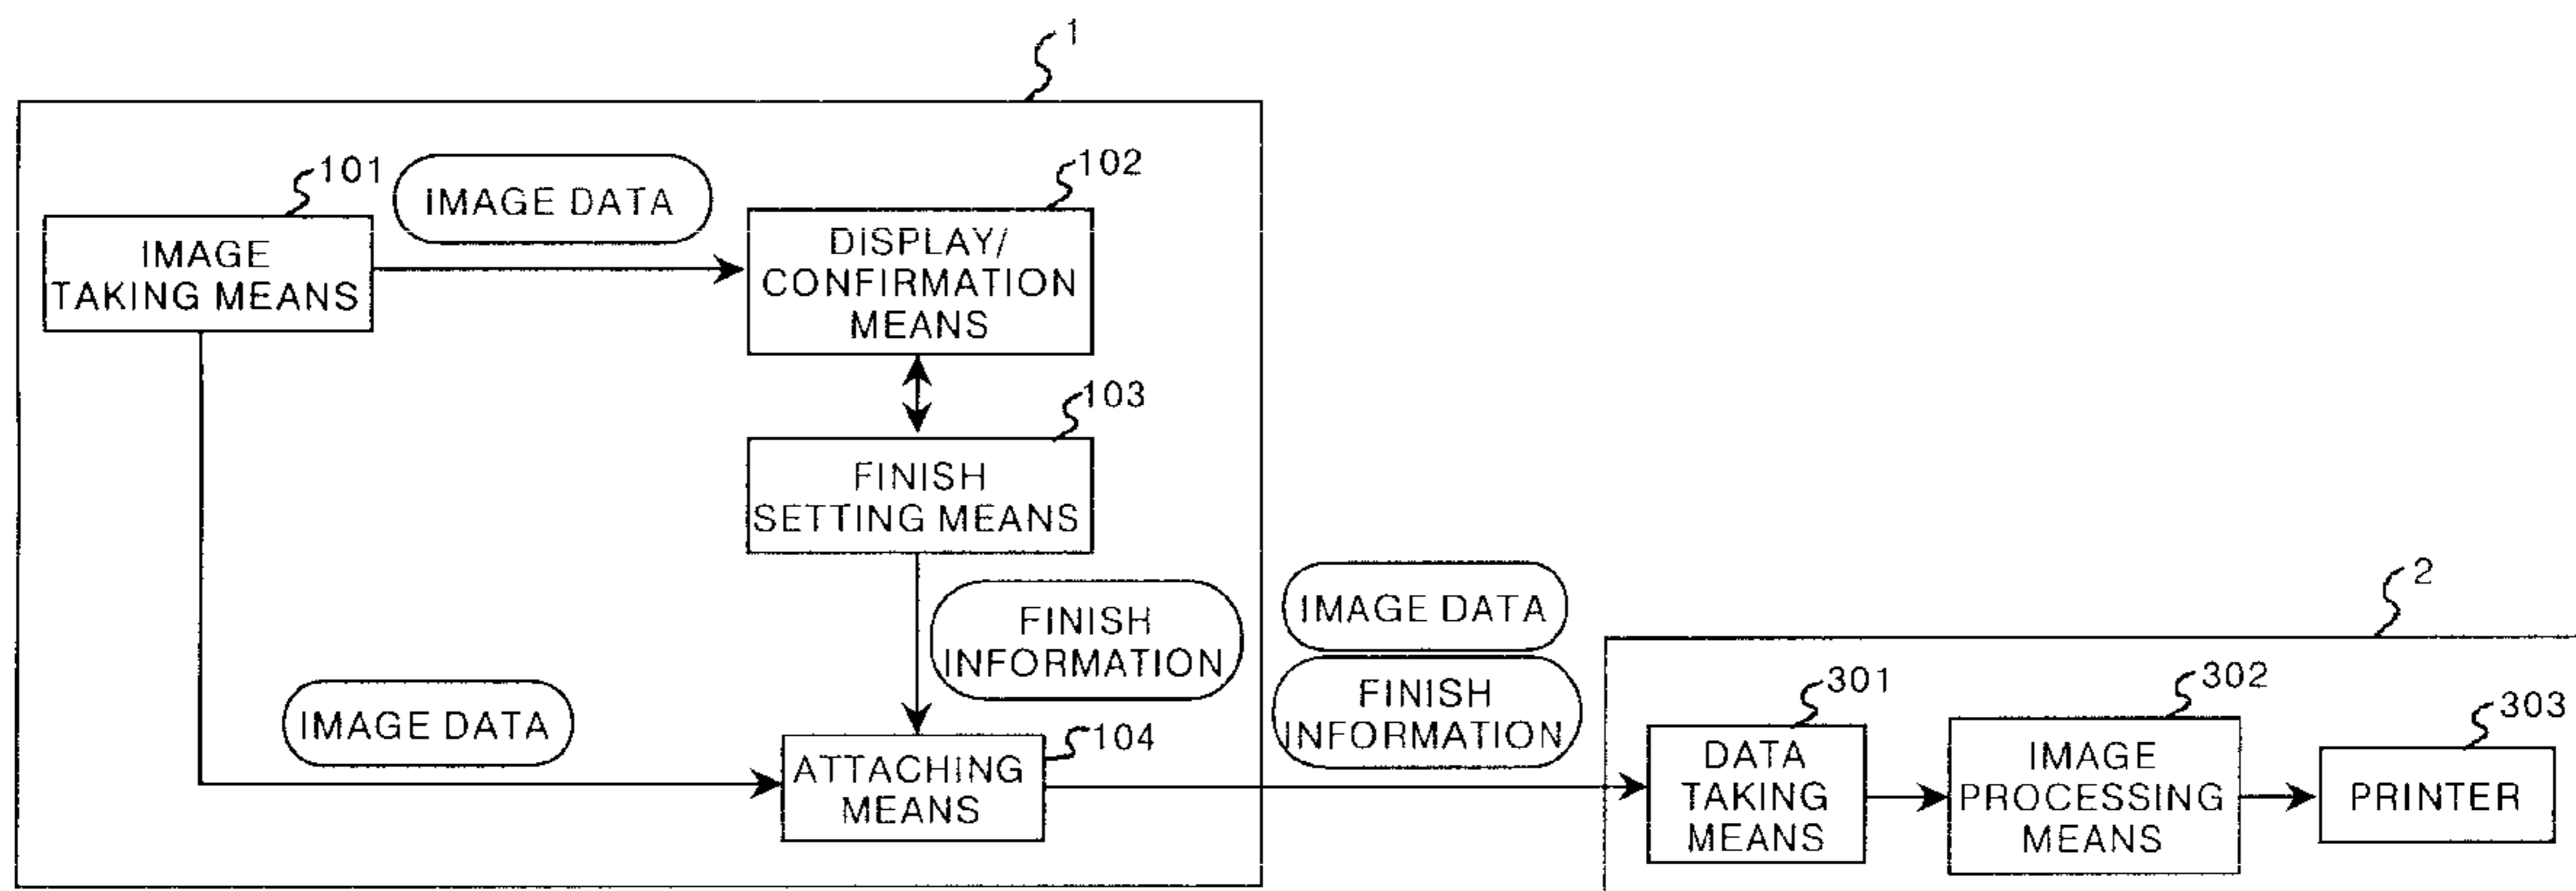 1
101
IMAGE DATA
102
IMAGE
TAKING MEANS
DISPLAY/
CONFIRMATION
MEANS
103
FINISH
SETTING MEANS
FINISH
INFORMATION
IMAGE DATA
104
ATTACHING
MEANS
IMAGE DATA
FINISH
INFORMATION
2
301
DATA
TAKING
MEANS
302
IMAGE
PROCESSING
MEANS
303
PRINTER